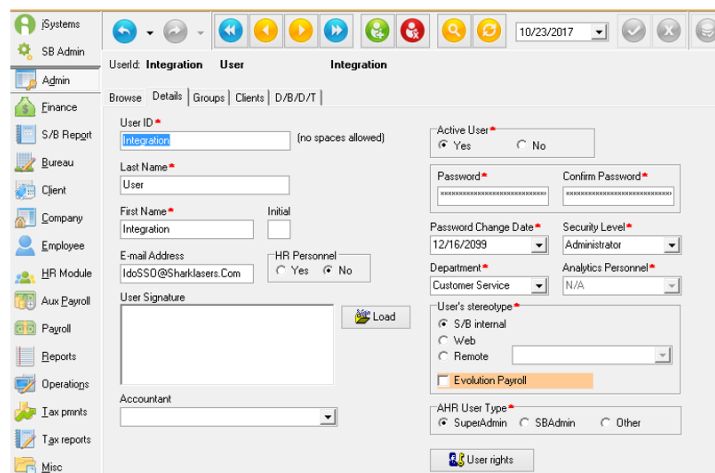 iSystems
SB Admin
Admin
Finance
S/B Report
Bureau
Client
Company
Employee
HR Module
Aux Payroll
Payroll
Reports
Operations
Tax pmnts
Tax reports
Misc
10/23/2017
UserId: Integration User Integration
Browse Details Groups Clients D/B/D/T
User ID*
Integration (no spaces allowed)
Last Name*
User
First Name* Initial
Integration
E-mail Address HR Personnel
IdoSSO@Sharklasers.Com Yes No
User Signature
Load
Accountant
Active User*
Yes No
Password* Confirm Password*
Password Change Date* Security Level*
12/16/2099 Administrator
Department* Analytics Personnel*
Customer Service N/A
User's stereotype*
S/B internal
Web
Remote
Evolution Payroll
AHR User Type*
SuperAdmin SBAdmin Other
User rights